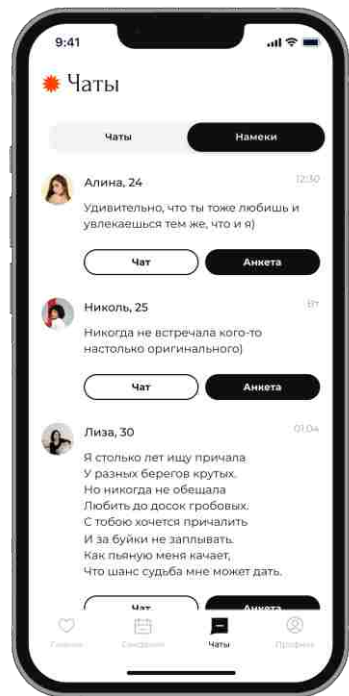 9:41
Чаты
Чаты
Намеки
Алина, 24
12:30
Удивительно, что ты тоже любишь и
увлекаешься тем же, что и я)
Чат
Анкета
Николь, 25
Вт
Никогда не встречала кого-то
настолько оригинального)
Чат
Анкета
Лиза, 30
01.04
Я столько лет ищу причала
У разных берегов крутых.
Но никогда не обещала
Любить до досок гробовых.
С тобою хочется причалить
И за буйки не заплывать.
Как пьяную меня качает,
Что шанс судьба мне может дать.
Чат
Анкета
Главная
Свидания
Чаты
Профиль